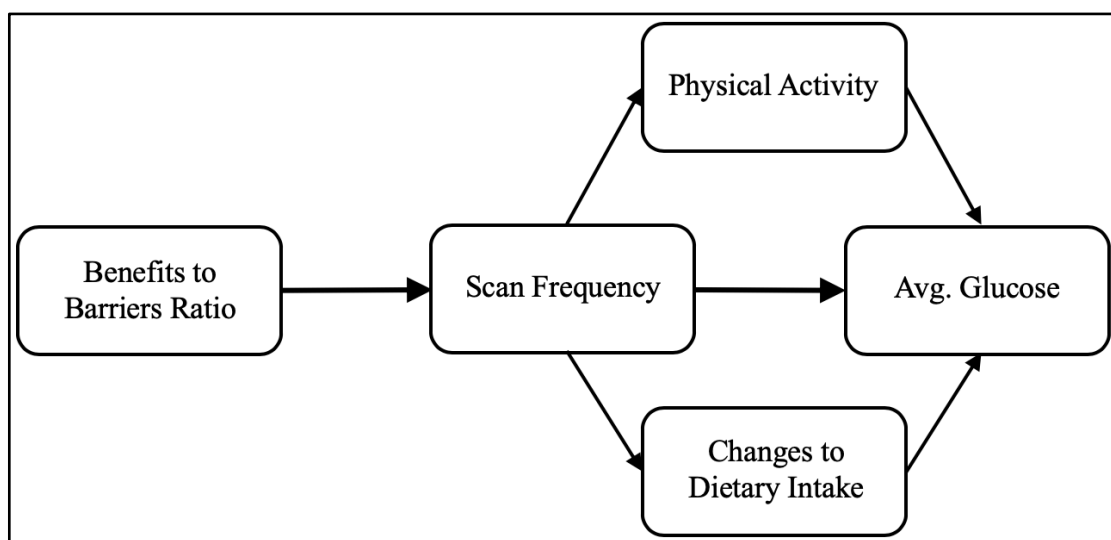 Physical Activity
Benefits to
Barriers Ratio
Scan Frequency
Avg. Glucose
Changes to
Dietary Intake